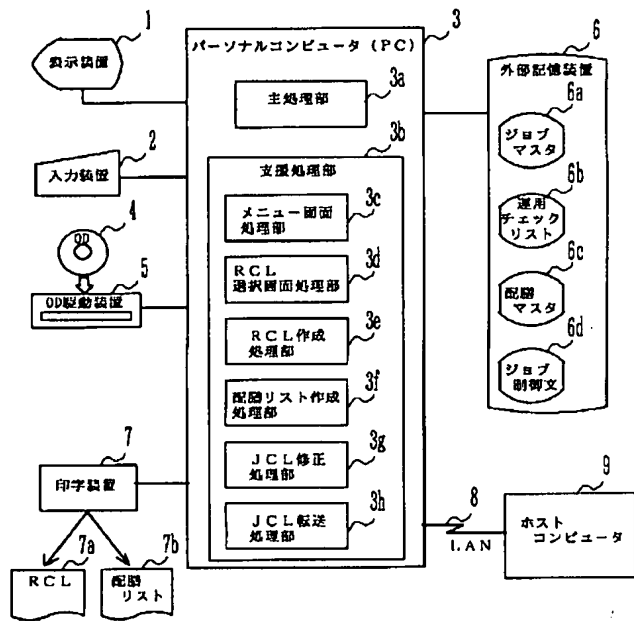 1
表示装置
2
入力装置
4
OD
5
OD駆動装置
7
印字装置
7a
RCL
7b
配膳
リスト
3
パーソナルコンピュータ(PC)
3a
主処理部
3b
支援処理部
3c
メニュー画面
処理部
3d
RCL
選択画面処理部
3e
RCL作成
処理部
3f
配膳リスト作成
処理部
3g
JCL修正
処理部
3h
JCL転送
処理部
6
外部記憶装置
6a
ジョブ
マスタ
6b
運用
チェック
リスト
6c
配膳
マスタ
6d
ジョブ
制御文
8
LAN
9
ホスト
コンピュータ